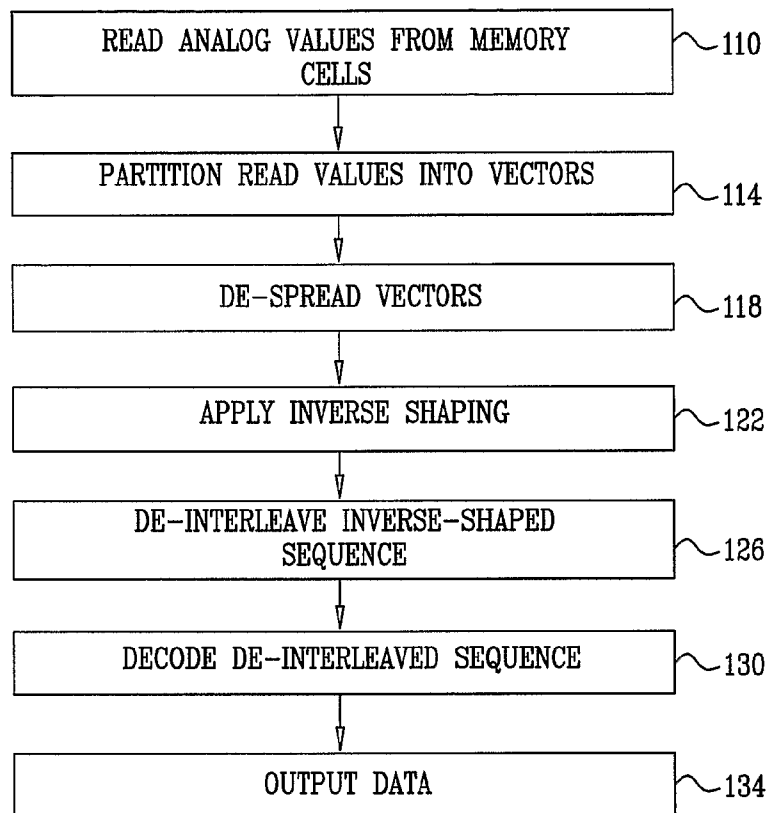 READ ANALOG VALUES FROM MEMORY
CELLS
110
PARTITION READ VALUES INTO VECTORS
114
DE-SPREAD VECTORS
118
APPLY INVERSE SHAPING
122
DE-INTERLEAVE INVERSE-SHAPED
SEQUENCE
126
DECODE DE-INTERLEAVED SEQUENCE
130
OUTPUT DATA
134